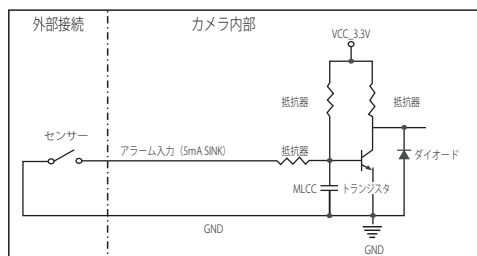 外部接続
カメラ内部
VCC_3.3V
抵抗器
抵抗器
センサー
アラーム入力（5mA SINK）
抵抗器
ダイオード
MLCC
トランジスタ
GND
GND